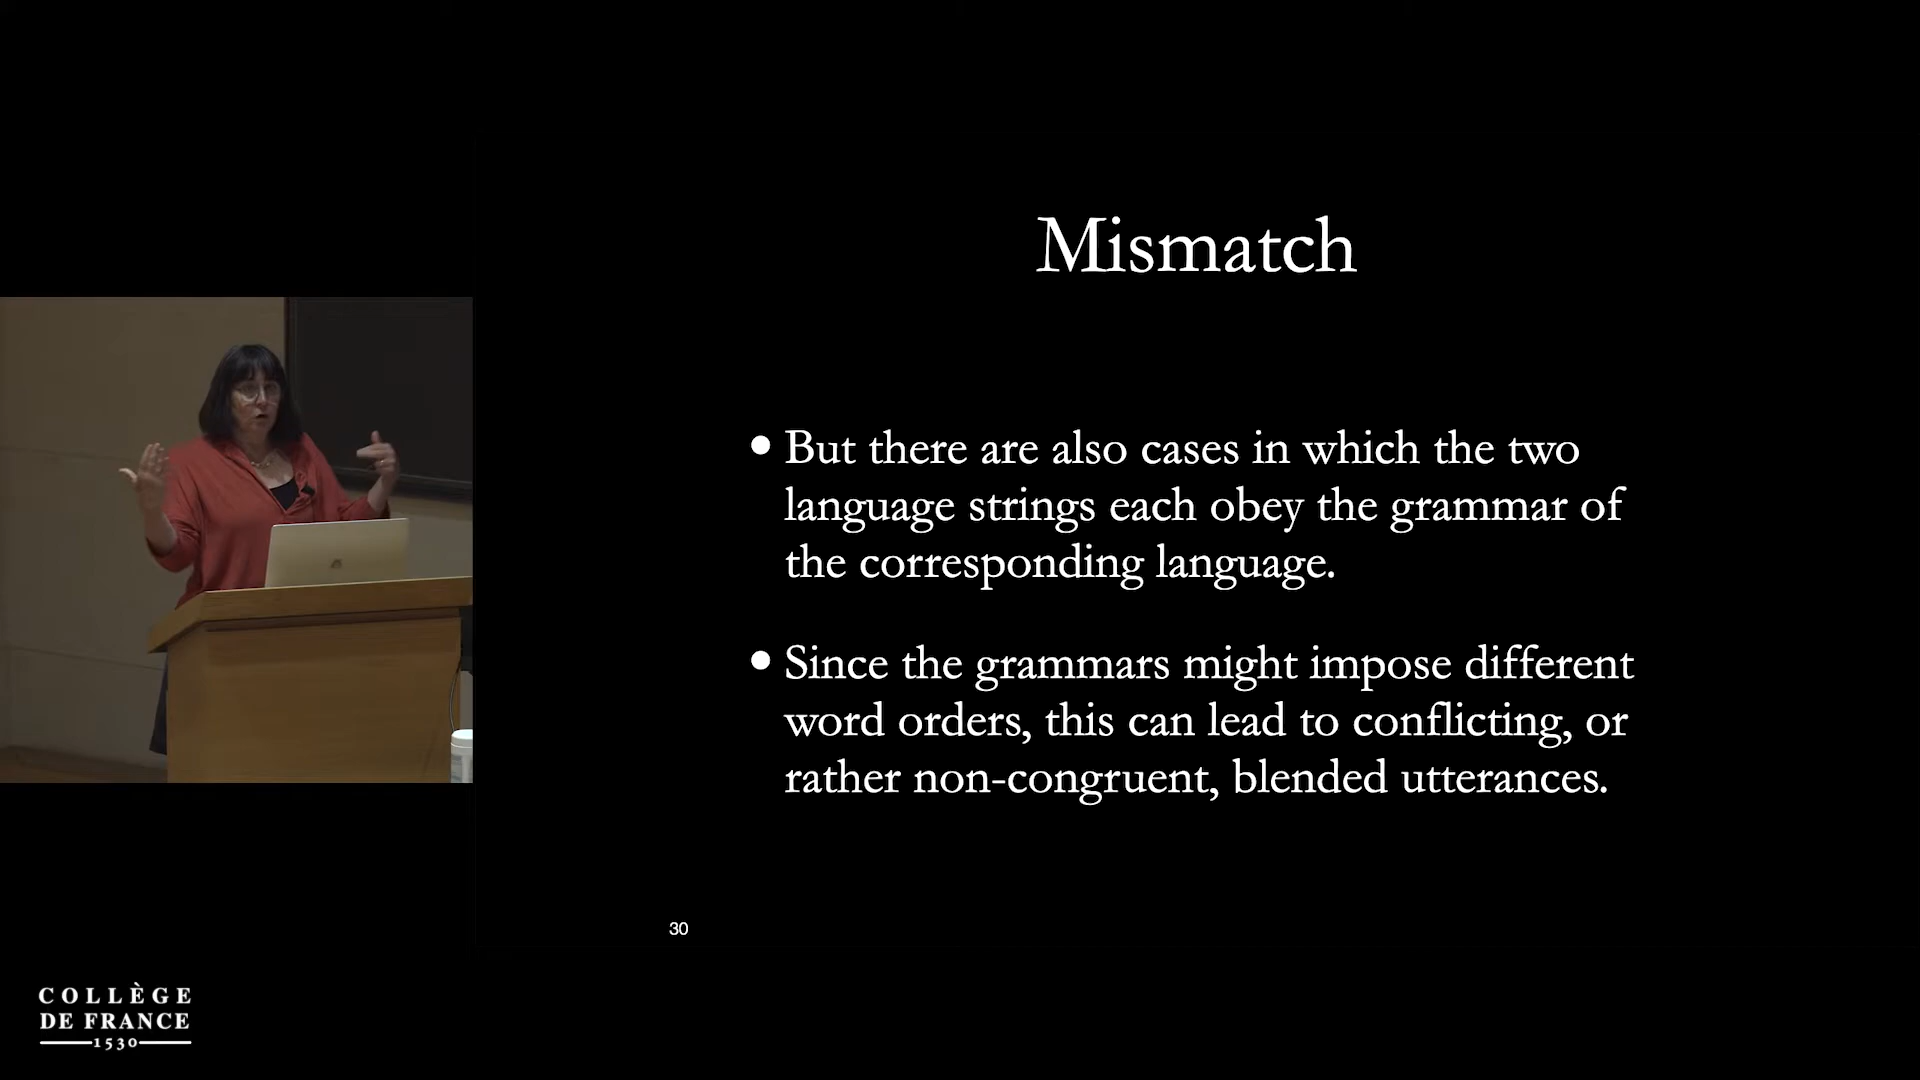 Mismatch
• But there are also cases in which the two
language strings each obey the grammar of
the corresponding language.
• Since the grammars might impose different
word orders, this can lead to conflicting, or
rather non-congruent, blended utterances.
30
COLLÈGE
DE FRANCE
1530